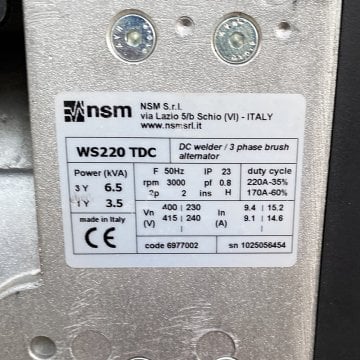 nsm
NSM S.r.l.
via Lazio 5/b Schio (VI) - ITALY
www.nsmsrl.it
WS220 TDC
DC welder / 3 phase brush alternator
Power (kVA)
3 Y 6.5
1 Y 3.5
F 50Hz IP 23
rpm 3000 pf 0.8
2p 2 ins H
duty cycle
220A-35%
170A-60%
Vn (V) 400 | 230
415 | 240
In (A) 9.4 - 15.2
9.1 - 14.6
made in Italy
CE
code 6977002
sn 1025056454